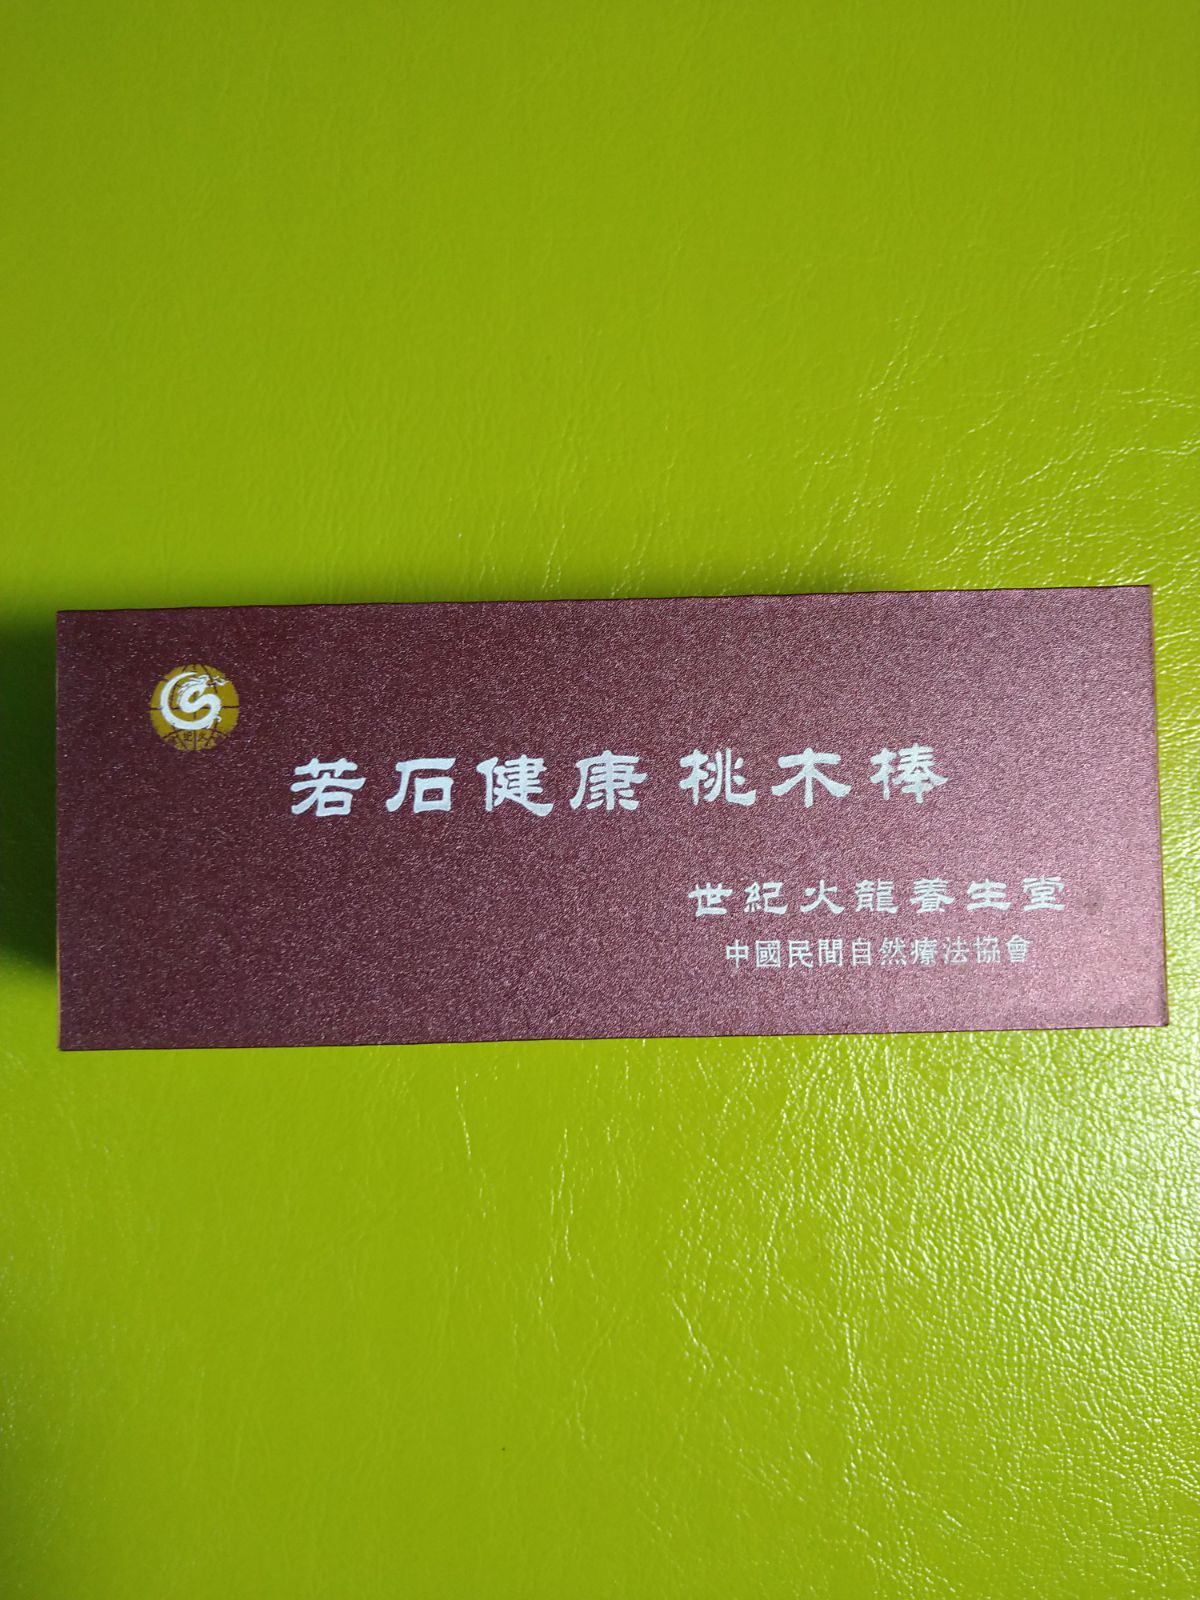 若石健康 桃木棒
世紀火龍養生堂
中國民間自然療法協會